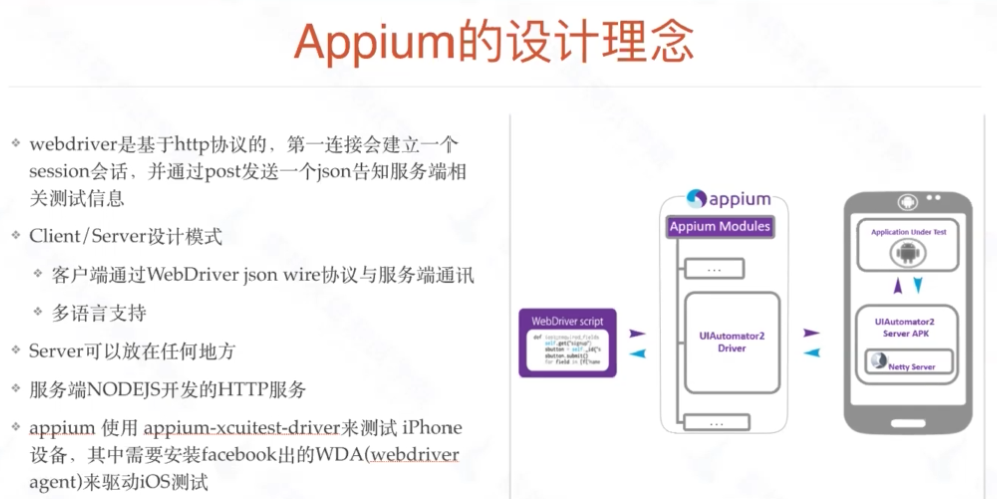 Appium的设计理念
webdriver是基于http协议的，第一连接会建立一个
session会话，并通过post发送一个json告知服务端相
关测试信息
Client/Server设计模式
客户端通过WebDriver json wire协议与服务端通讯
多语言支持
Server可以放在任何地方
服务端NODEJS开发的HTTP服务
appium 使用 appium-xcuitest-driver来测试 iPhone
设备，其中需要安装facebook出的WDA(webdriver
agent)来驱动iOS测试
appium
Appium Modules
...
UIAutomator2
Driver
...
WebDriver script
Application Under Test
UIAutomator2
Server APK
Netty Server